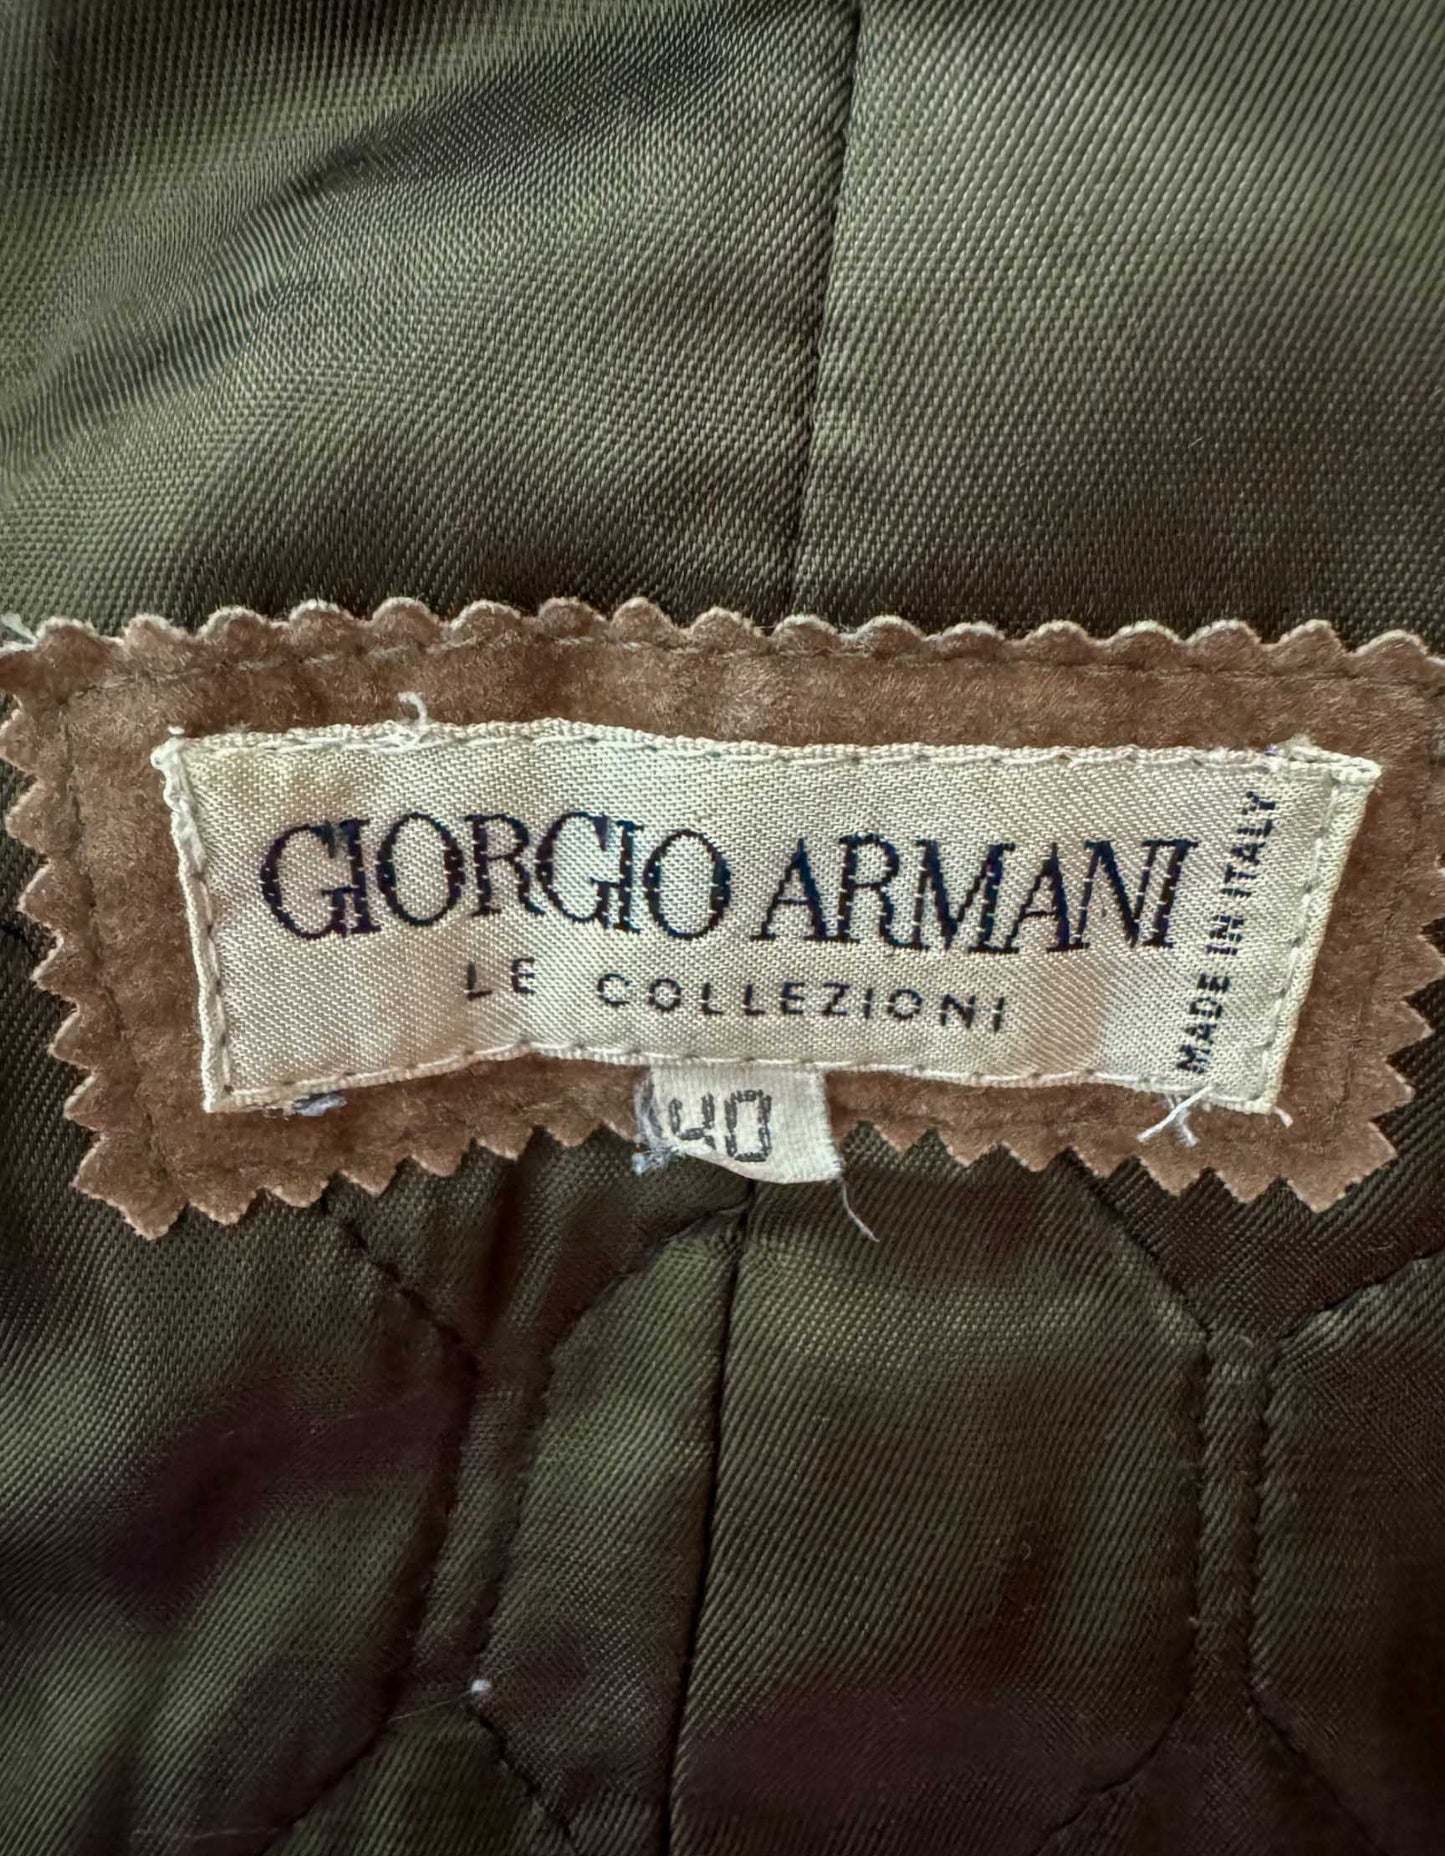 GIORGIO ARMANI
LE COLLEZIONI
MADE IN ITALY
40